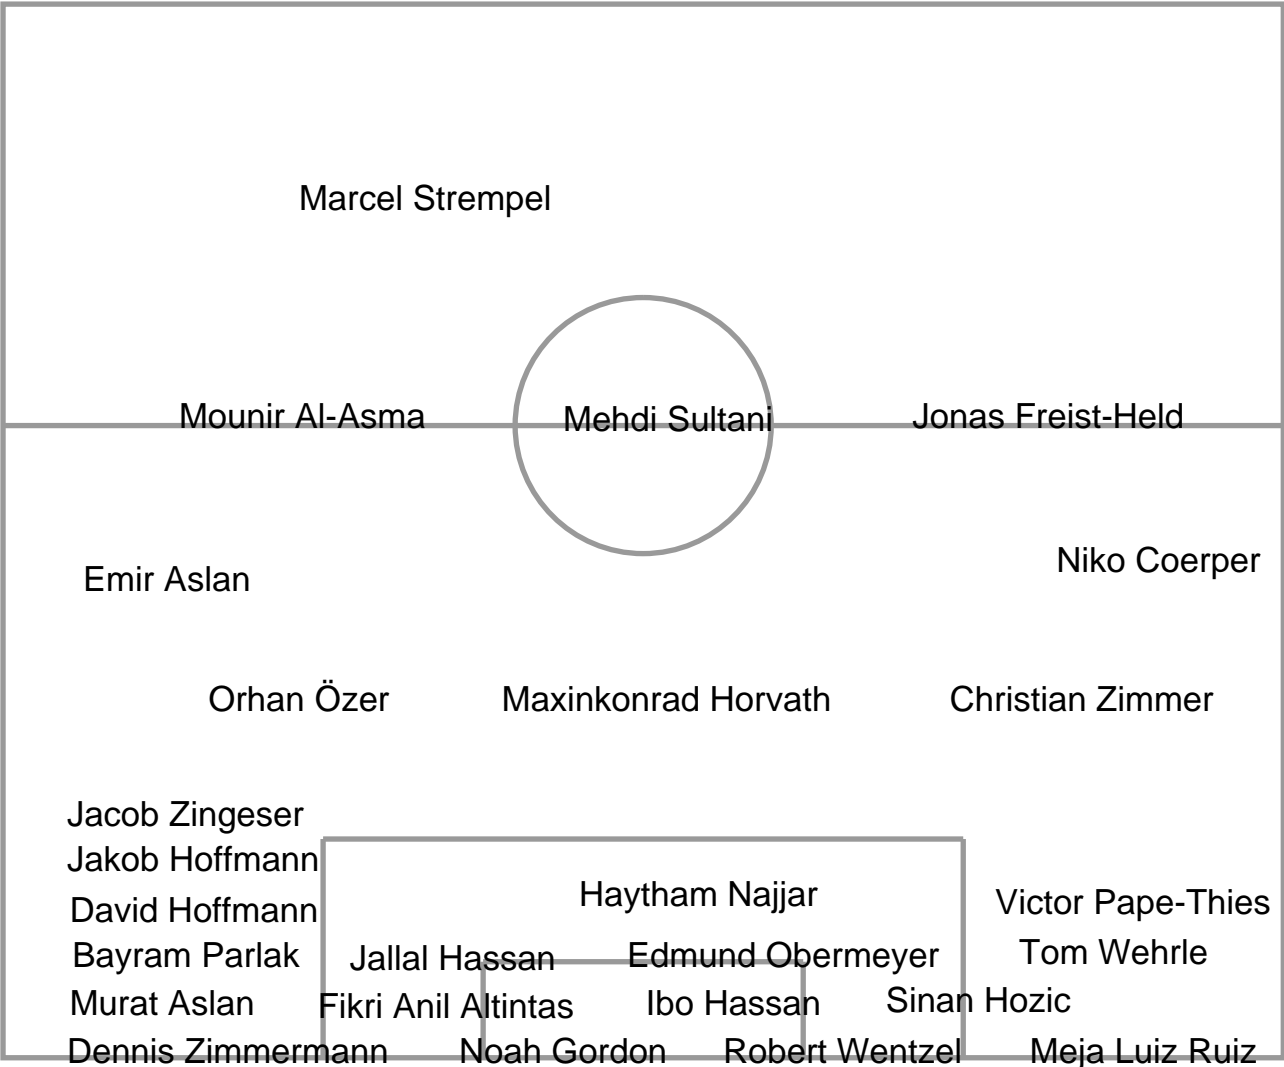 Marcel Strempel
Mounir Al-Asma
Mehdi Sultani
Jonas Freist-Held
Niko Coerper
Emir Aslan
Orhan Özer
Maxinkonrad Horvath
Christian Zimmer
Jacob Zingeser
Jakob Hoffmann
Haytham Najjar
Victor Pape-Thies
David Hoffmann
Bayram Parlak
Jallal Hassan
Edmund Obermeyer
Tom Wehrle
Murat Aslan
Fikri Anil Altintas
Ibo Hassan
Sinan Hozic
Dennis Zimmermann
Noah Gordon
Robert Wentzel
Meja Luiz Ruiz